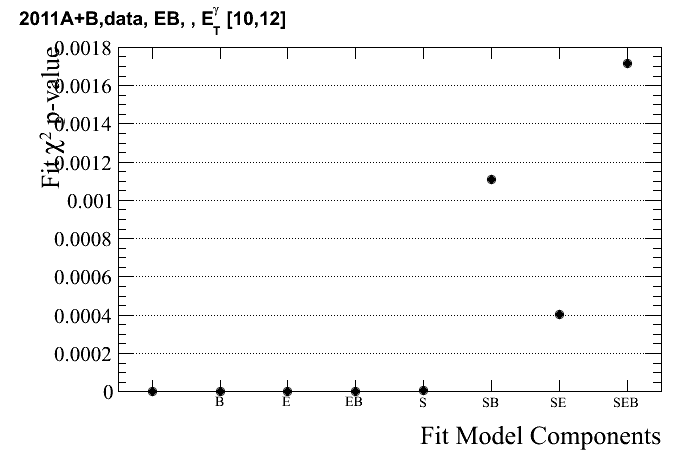 2011A+B,data, EB, , E_T^γ [10,12]
Fit χ² p-value
0.0018
0.0016
0.0014
0.0012
0.001
0.0008
0.0006
0.0004
0.0002
0
B E EB S SB SE SEB
Fit Model Components